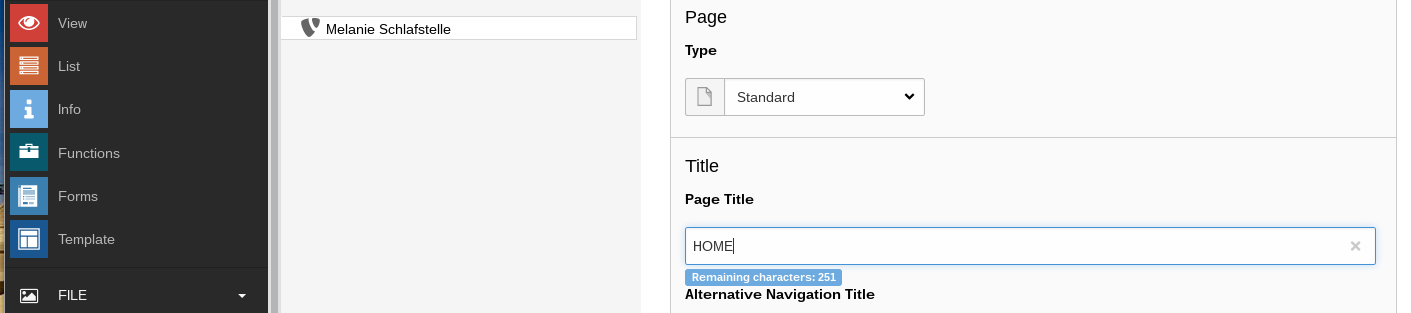 View
List
Info
Functions
Forms
Template
FILE
Melanie Schlafstelle
Page
Type
Standard
Title
Page Title
HOME
Remaining characters: 251
Alternative Navigation Title